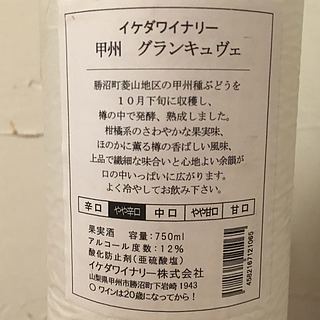 イケダワイナリー
甲州　グランキュヴェ
勝沼町菱山地区の甲州種ぶどうを
１０月下旬に収穫し、
樽の中で発酵、熟成しました。
柑橘系のさわやかな果実味、
ほのかに薫る樽の香ばしい風味、
上品で繊細な味わいと心地よい余韻が
口の中いっぱいに広がります。
よく冷やしてお飲み下さい。
辛口 やや辛口 中口 やや甘口 甘口
果実酒　容量：750ml
アルコール度数：12%
酸化防止剤(亜硫酸塩)
イケダワイナリー株式会社
山梨県甲州市勝沼町下岩崎1943
○ワインは20歳になってから！
4582167121065